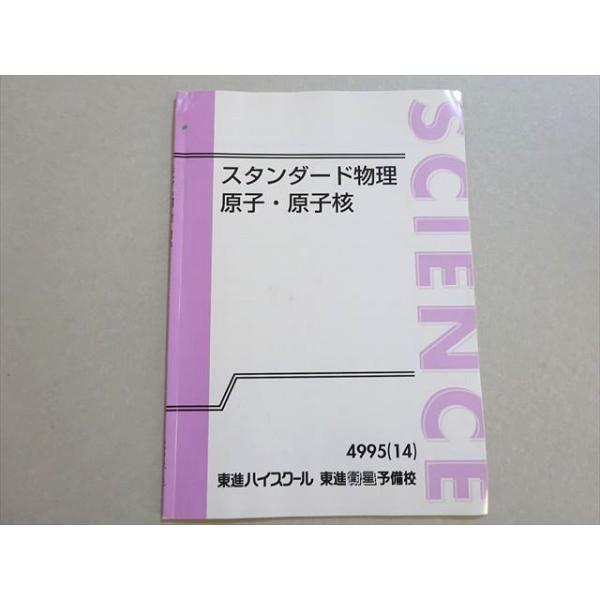 SCIENCE
スタンダード物理
原子・原子核
4995(14)
東進ハイスクール 東進衛星予備校